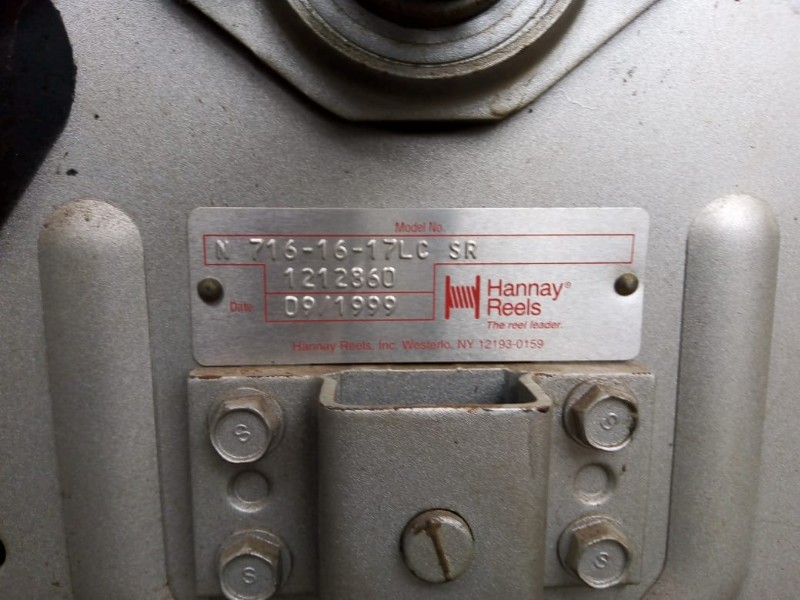 Model No.
N 716-16-17LC SR
1212860
Date
09/1999
Hannay®
Reels
The reel leader.
Hannay Reels, Inc. Westerlo, NY 12193-0159
S
S
S
S